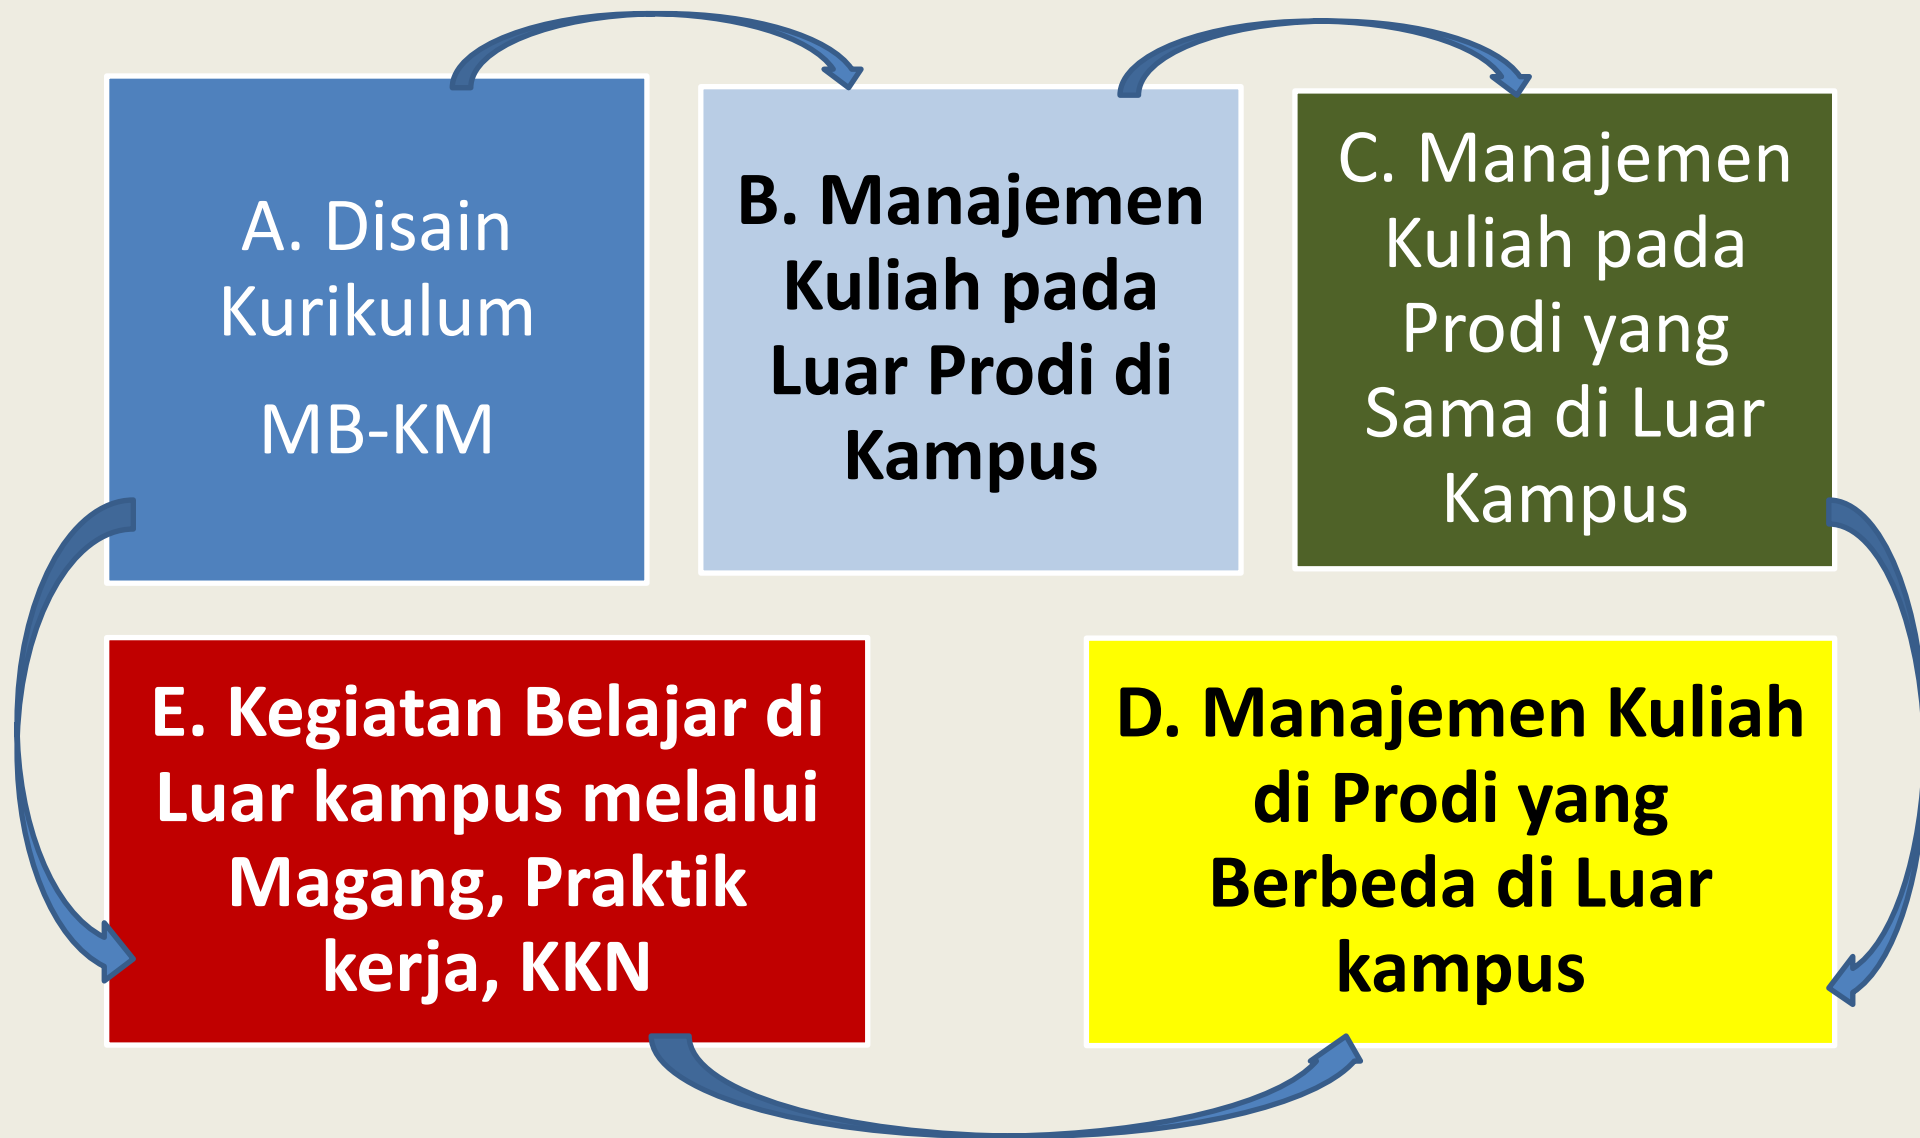 A. Disain
Kurikulum
MB-KM
B. Manajemen
Kuliah pada
Luar Prodi di
Kampus
C. Manajemen
Kuliah pada
Prodi yang
Sama di Luar
Kampus
E. Kegiatan Belajar di
Luar kampus melalui
Magang, Praktik
kerja, KKN
D. Manajemen Kuliah
di Prodi yang
Berbeda di Luar
kampus